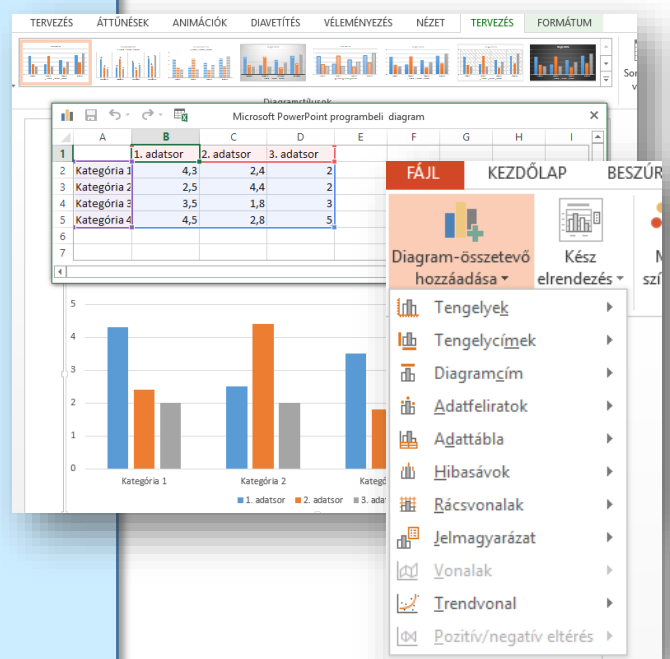 TERVEZÉS ÁTTŰNÉSEK ANIMÁCIÓK DIAVETÍTÉS VÉLEMÉNYEZÉS NÉZET TERVEZÉS FORMÁTUM
Diagramstílusok
Microsoft PowerPoint programbeli diagram
A B C D E F G H I
1 1. adatsor 2. adatsor 3. adatsor
2 Kategória 1 4,3 2,4 2
3 Kategória 2 2,5 4,4 2
4 Kategória 3 3,5 1,8 3
5 Kategória 4 4,5 2,8 5
6
7
FÁJL KEZDŐLAP BESZÚR
Diagram-összetevő
hozzáadása
Kész
elrendezés
szí
Tengelyek
Tengelycímek
Diagramcím
Adatfeliratok
Adattábla
Hibasávok
Rácsvonalak
Jelmagyarázat
Vonalak
Trendvonal
Pozitív/negatív eltérés
5
4
3
2
1
0
Kategória 1 Kategória 2 Kategó
1. adatsor 2. adatsor 3. ada